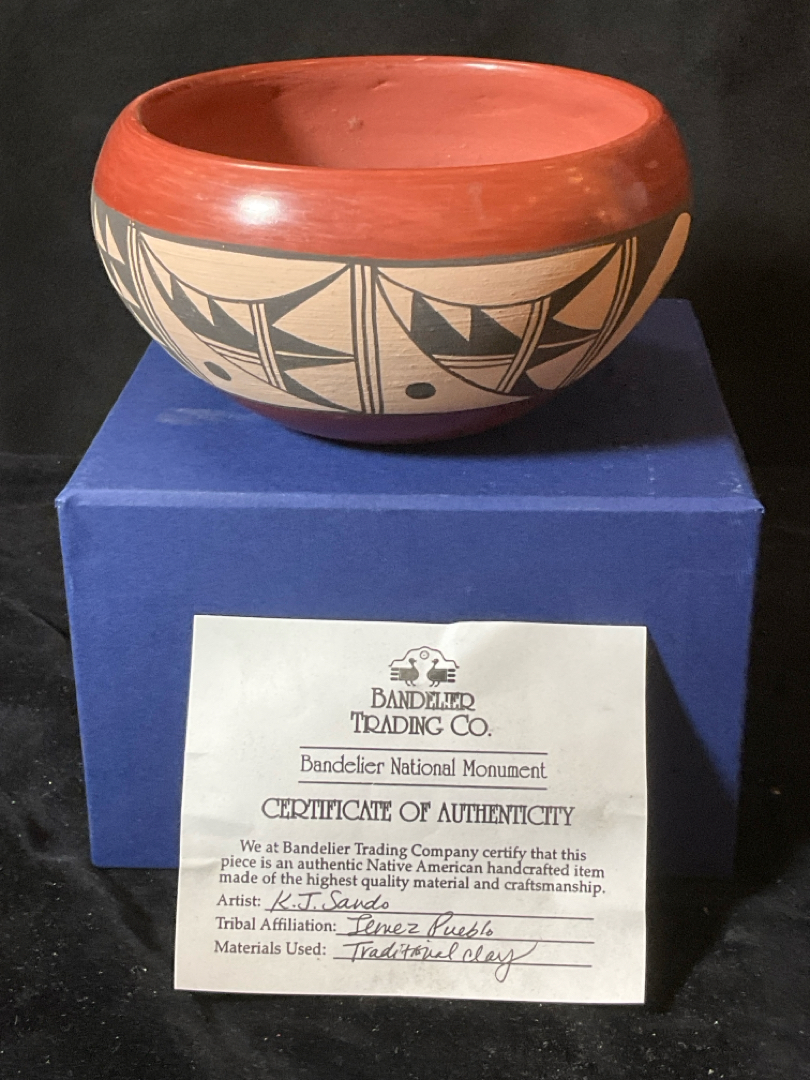 BANDELIER
TRADING CO.
Bandelier National Monument
CERTIFICATE OF AUTHENTICITY
We at Bandelier Trading Company certify that this
piece is an authentic Native American handcrafted item
made of the highest quality material and craftsmanship.
Artist: K.J. Sando
Tribal Affiliation: Jemez Pueblo
Materials Used: Traditional clay